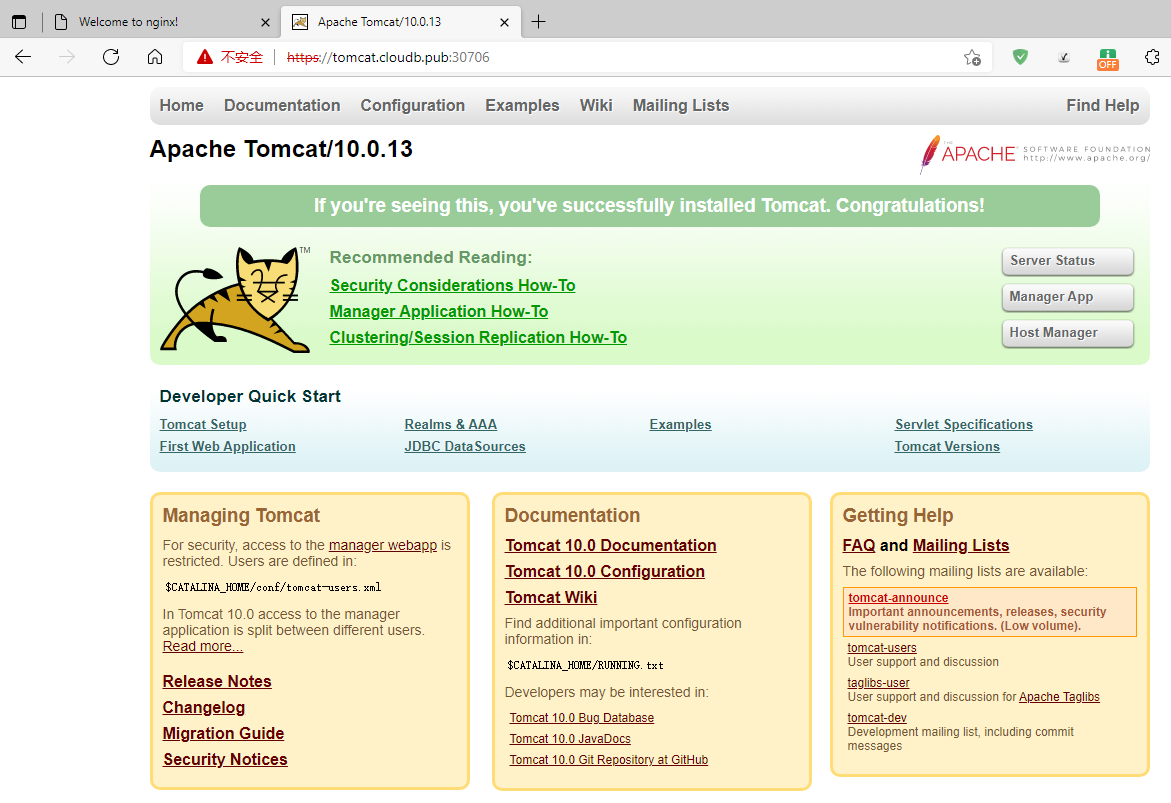 Welcome to nginx!
Apache Tomcat/10.0.13
不安全
https://tomcat.cloudb.pub:30706
OFF
Home Documentation Configuration Examples Wiki Mailing Lists Find Help
Apache Tomcat/10.0.13
THE
APACHE
SOFTWARE FOUNDATION
http://www.apache.org/
If you're seeing this, you've successfully installed Tomcat. Congratulations!
TM
Recommended Reading:
Security Considerations How-To
Manager Application How-To
Clustering/Session Replication How-To
Server Status
Manager App
Host Manager
Developer Quick Start
Tomcat Setup
First Web Application
Realms & AAA
JDBC DataSources
Examples
Servlet Specifications
Tomcat Versions
Managing Tomcat
For security, access to the manager webapp is
restricted. Users are defined in:
$CATALINA_HOME/conf/tomcat-users.xml
In Tomcat 10.0 access to the manager
application is split between different users.
Read more...
Release Notes
Changelog
Migration Guide
Security Notices
Documentation
Tomcat 10.0 Documentation
Tomcat 10.0 Configuration
Tomcat Wiki
Find additional important configuration
information in:
$CATALINA_HOME/RUNNING.txt
Developers may be interested in:
Tomcat 10.0 Bug Database
Tomcat 10.0 JavaDocs
Tomcat 10.0 Git Repository at GitHub
Getting Help
FAQ and Mailing Lists
The following mailing lists are available:
tomcat-announce
Important announcements, releases, security
vulnerability notifications. (Low volume).
tomcat-users
User support and discussion
taglibs-user
User support and discussion for Apache Taglibs
tomcat-dev
Development mailing list, including commit
messages